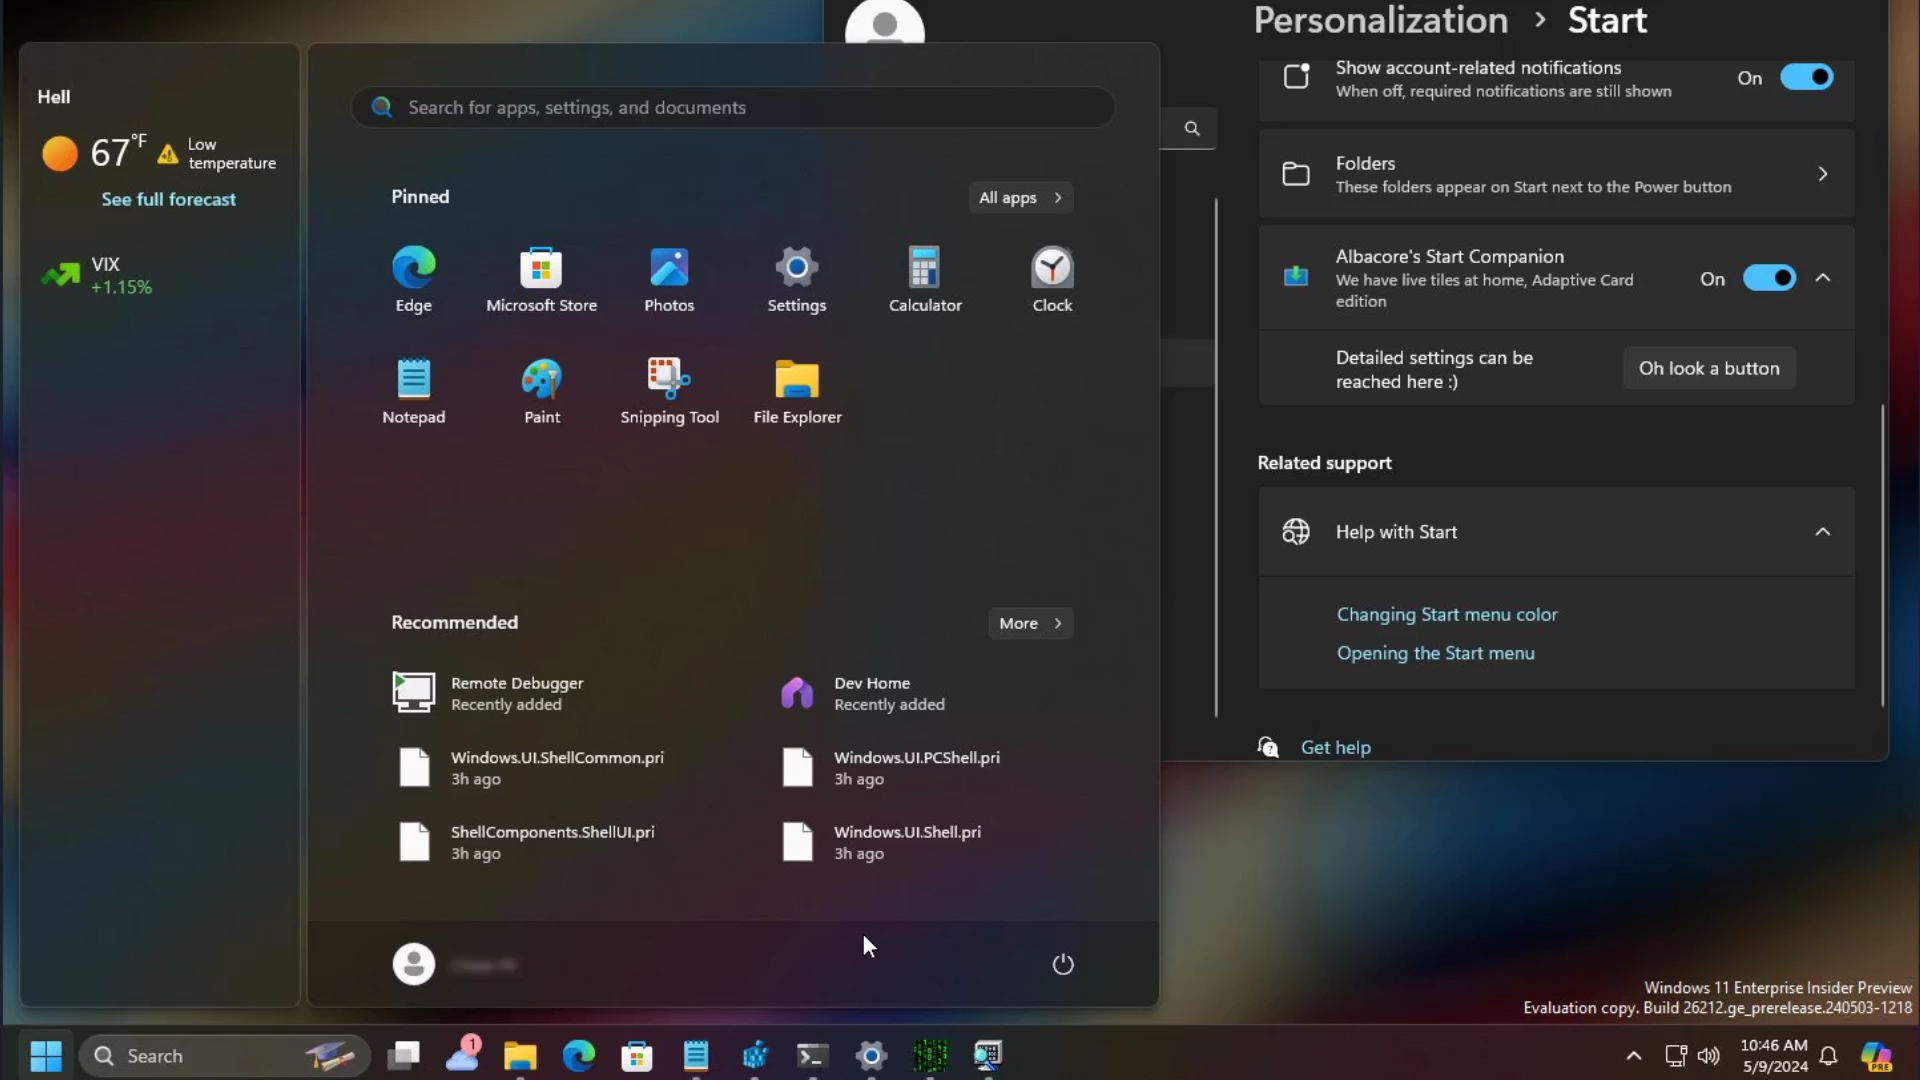 Hell
67°F
Low
temperature
See full forecast
VIX
+1.15%
Search for apps, settings, and documents
Pinned
All apps
Edge
Microsoft Store
Photos
Settings
Calculator
Clock
Notepad
Paint
Snipping Tool
File Explorer
Recommended
More
Remote Debugger
Recently added
Dev Home
Recently added
Windows.UI.ShellCommon.pri
3h ago
Windows.UI.PCShell.pri
3h ago
ShellComponents.ShellUI.pri
3h ago
Windows.UI.Shell.pri
3h ago
Personalization > Start
Show account-related notifications
When off, required notifications are still shown
On
Folders
These folders appear on Start next to the Power button
Albacore's Start Companion
We have live tiles at home, Adaptive Card
edition
On
Detailed settings can be
reached here :)
Oh look a button
Related support
Help with Start
Changing Start menu color
Opening the Start menu
Get help
Windows 11 Enterprise Insider Preview
Evaluation copy. Build 26212.ge_prerelease.240503-1218
Search
1
10:46 AM
5/9/2024
PRE